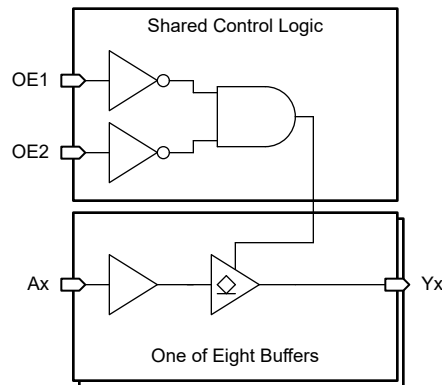 Shared Control Logic
OE1
OE2
Ax
Yx
One of Eight Buffers